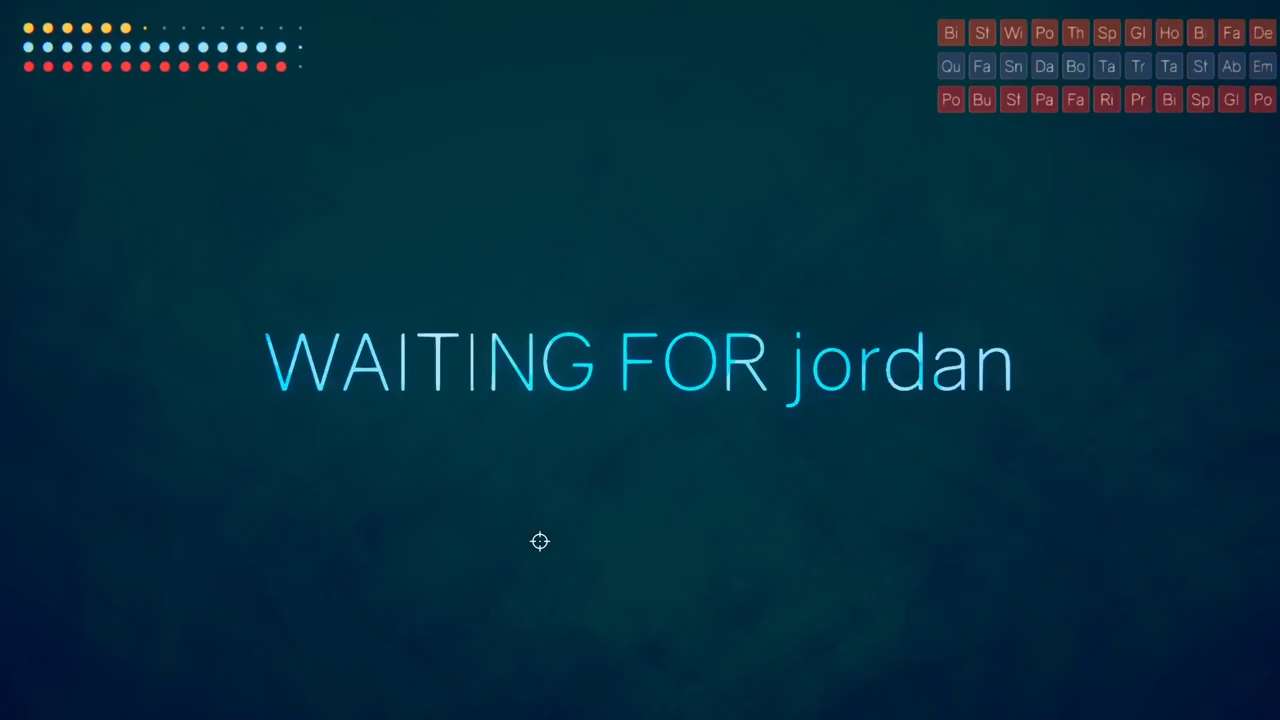 Bi St Wi Po Th Sp Gl Ho Bi Fa De
Qu Fa Sn Da Bo Ta Tr Ta St Ab Em
Po Bu St Pa Fa Ri Pr Bi Sp Gl Po
WAITING FOR jordan